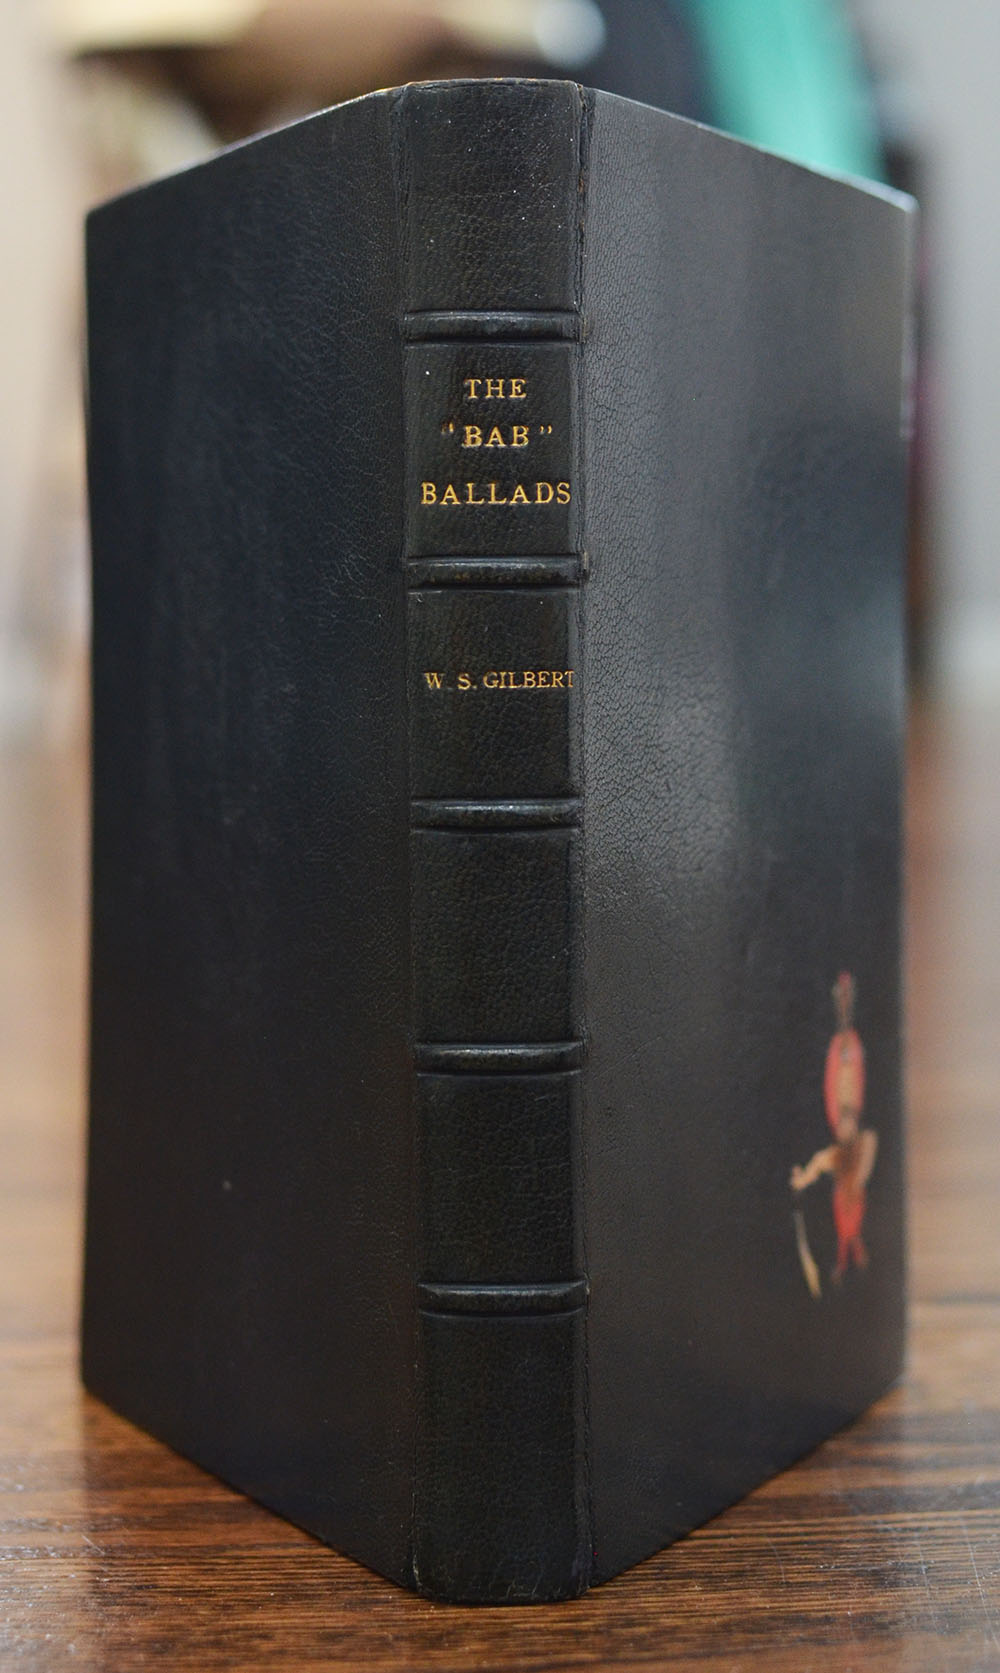 THE
"BAB"
BALLADS
W. S. GILBERT